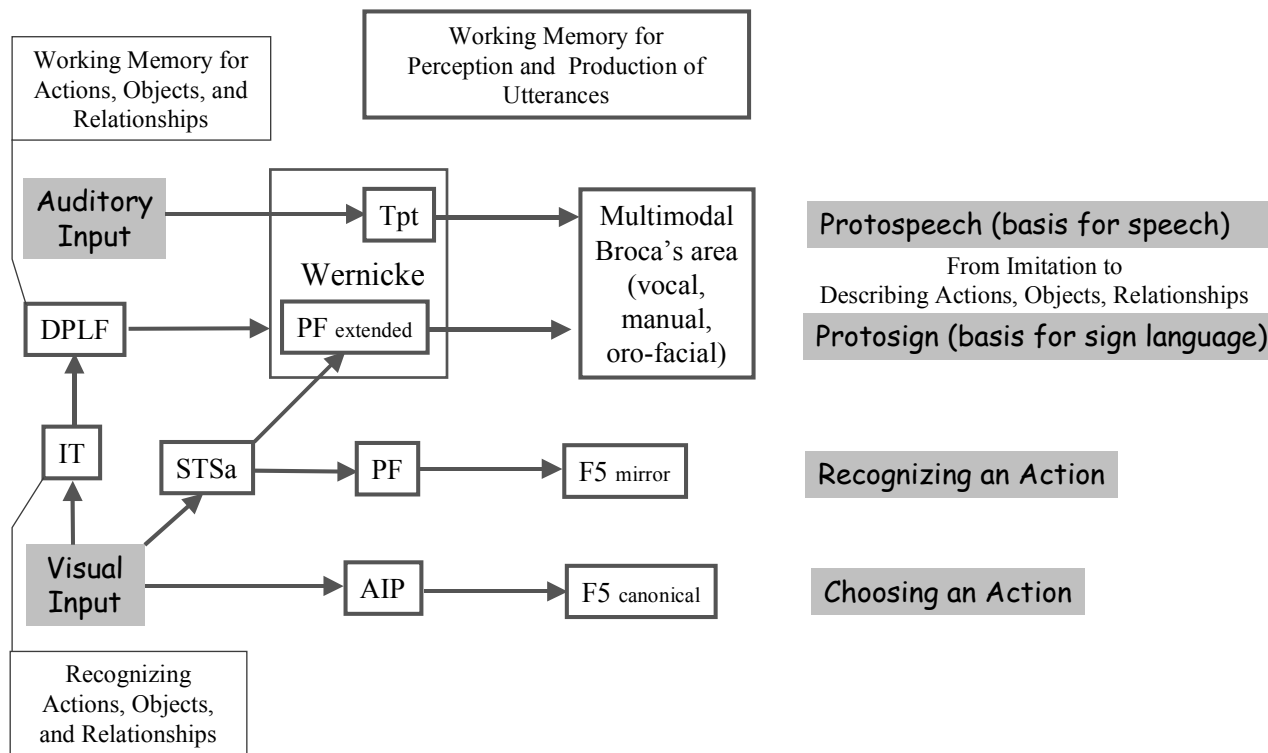 Working Memory for
Actions, Objects, and
Relationships
Working Memory for
Perception and Production of
Utterances
Auditory
Input
Tpt
Wernicke
PF extended
Multimodal
Broca's area
(vocal,
manual,
oro-facial)
Protospeech (basis for speech)
From Imitation to
Describing Actions, Objects, Relationships
Protosign (basis for sign language)
DPLF
IT
STSa
PF
F5 mirror
Recognizing an Action
Visual
Input
AIP
F5 canonical
Choosing an Action
Recognizing
Actions, Objects,
and Relationships